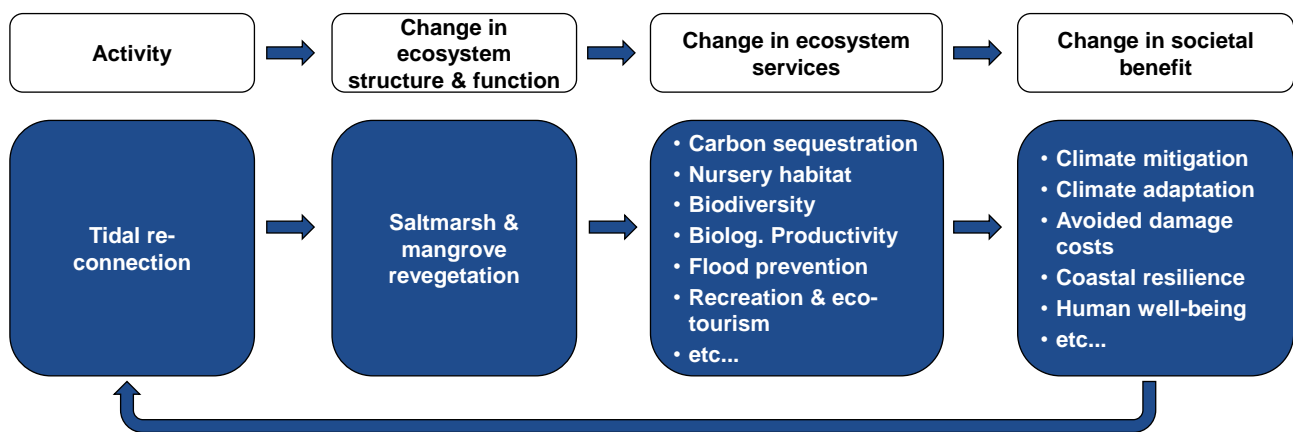 Activity
Change in
ecosystem
structure & function
Change in ecosystem
services
Change in societal
benefit
Tidal re-
connection
Saltmarsh &
mangrove
revegetation
• Carbon sequestration
• Nursery habitat
• Biodiversity
• Biolog. Productivity
• Flood prevention
• Recreation & eco-
tourism
• etc...
• Climate mitigation
• Climate adaptation
• Avoided damage
costs
• Coastal resilience
• Human well-being
• etc...